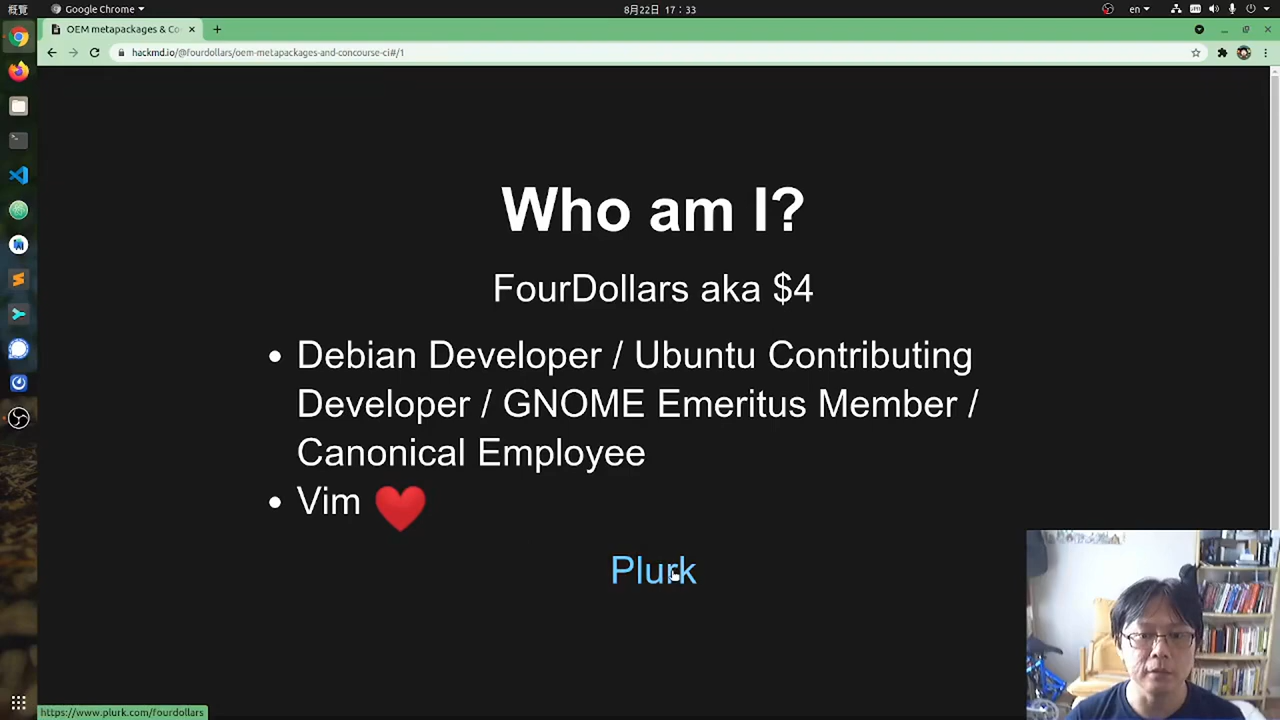 概覧
Google Chrome
8月22日 17：33
en
OEM metapackages & Co
hackmd.io/@fourdollars/oem-metapackages-and-concourse-ci#/1
Who am I?
FourDollars aka $4
• Debian Developer / Ubuntu Contributing
Developer / GNOME Emeritus Member /
Canonical Employee
• Vim ❤️
Plurk
https://www.plurk.com/fourdollars